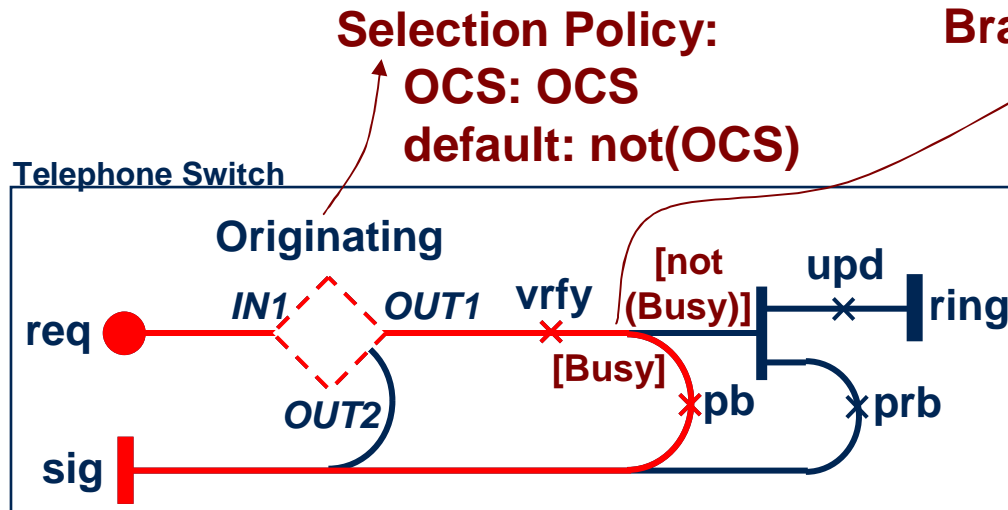 Selection Policy:
OCS: OCS
default: not(OCS)
Bra
Telephone Switch
Originating
[not
(Busy)]
upd
IN1
OUT1
vrfy
ring
req
[Busy]
OUT2
pb
prb
sig